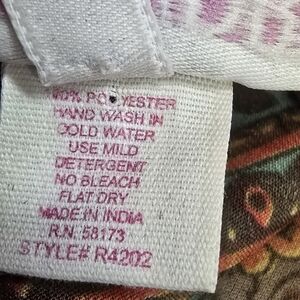 POLYESTER
HAND WASH IN
COLD WATER
USE MILD
DETERGENT
NO BLEACH
FLAT DRY
MADE IN INDIA
R.N. 58173
STYLE# R4202